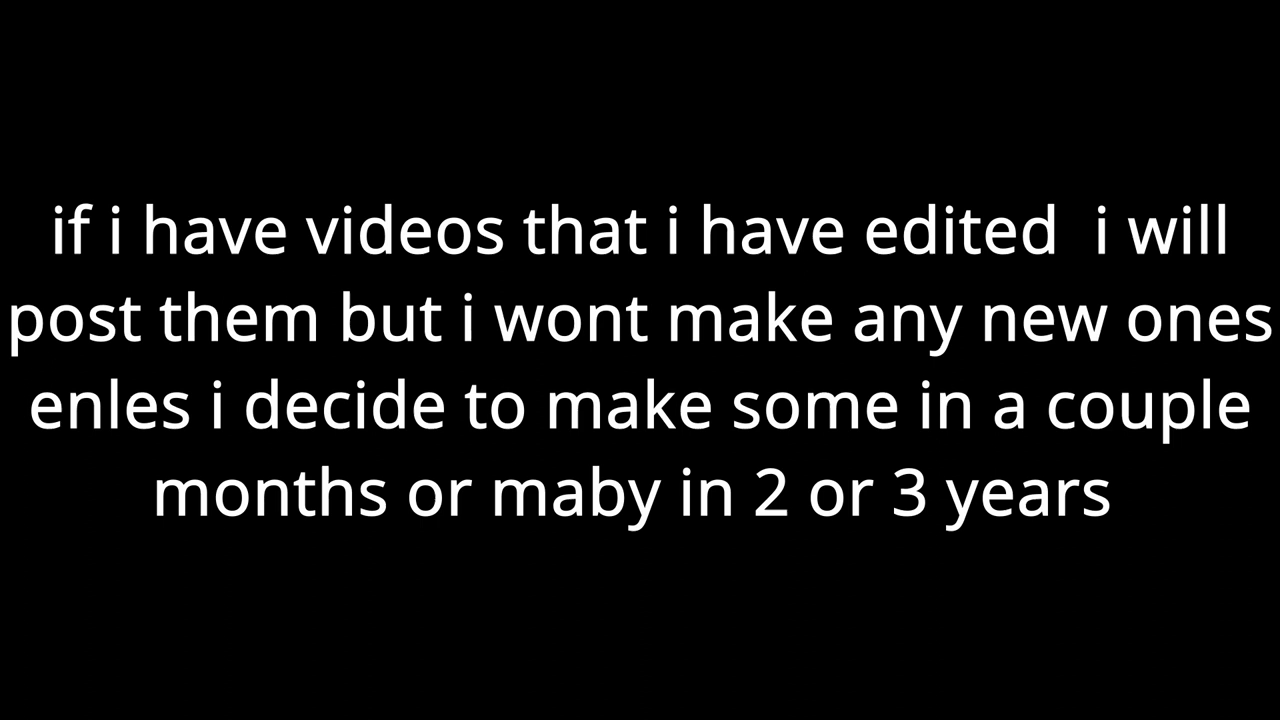 if i have videos that i have edited  i will
post them but i wont make any new ones
enles i decide to make some in a couple
months or maby in 2 or 3 years